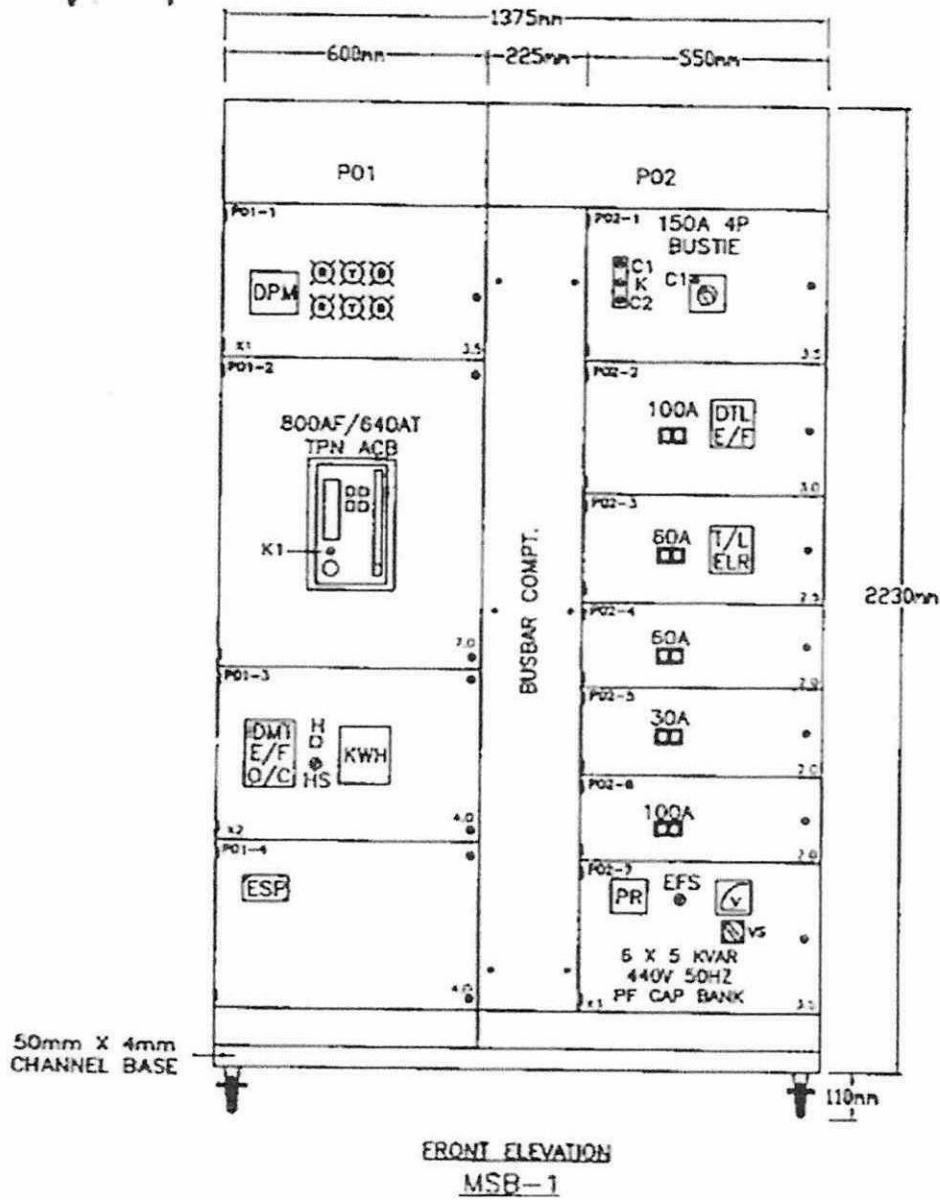 1375mm
600mm
225mm
550mm
P01
P02
P01-1
DPM
R Y B
R Y B
X1
3.5
P01-2
800AF/640AT
TPN ACB
K1
7.0
P01-3
IDMT
E/F
O/C
H
HS
KWH
X2
4.0
P01-4
ESP
4.0
BUSBAR COMPT.
P02-1
150A 4P
BUSTIE
C1
K
C2
C1
3.5
P02-2
100A
DTL
E/F
3.0
P02-3
60A
T/L
ELR
2.5
P02-4
60A
2.0
P02-5
30A
2.0
P02-6
100A
2.0
P02-7
PR
EFS
V
VS
6 X 5 KVAR
440V 50HZ
PF CAP BANK
3.5
2230mm
50mm X 4mm
CHANNEL BASE
110mm
FRONT ELEVATION
MSB-1